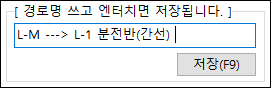 [ 경로명 쓰고 엔터치면 저장됩니다. ]
L-M ---> L-1 분전반(간선)
저장(F9)